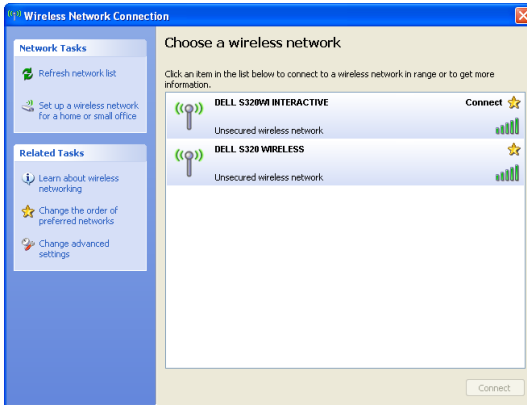 Wireless Network Connection
Network Tasks
Refresh network list
Set up a wireless network
for a home or small office
Related Tasks
Learn about wireless
networking
Change the order of
preferred networks
Change advanced
settings
Choose a wireless network
Click an item in the list below to connect to a wireless network in range or to get more
information.
DELL S320WI INTERACTIVE
Connect
Unsecured wireless network
DELL S320 WIRELESS
Unsecured wireless network
Connect